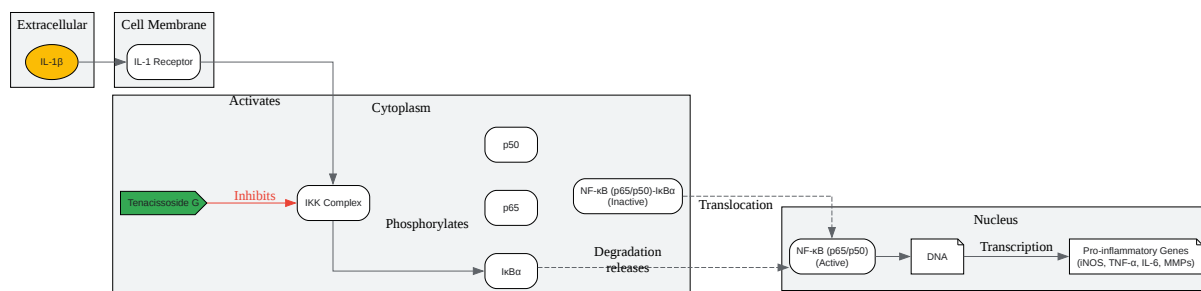 Extracellular
IL-1β
Cell Membrane
IL-1 Receptor
Activates
Cytoplasm
p50
Tenacissoside G
Inhibits
IKK Complex
p65
NF-κB (p65/p50)-IκBα
(Inactive)
Phosphorylates
IκBα
Degradation
releases
Translocation
Nucleus
NF-κB (p65/p50)
(Active)
DNA
Transcription
Pro-inflammatory Genes
(iNOS, TNF-α, IL-6, MMPs)